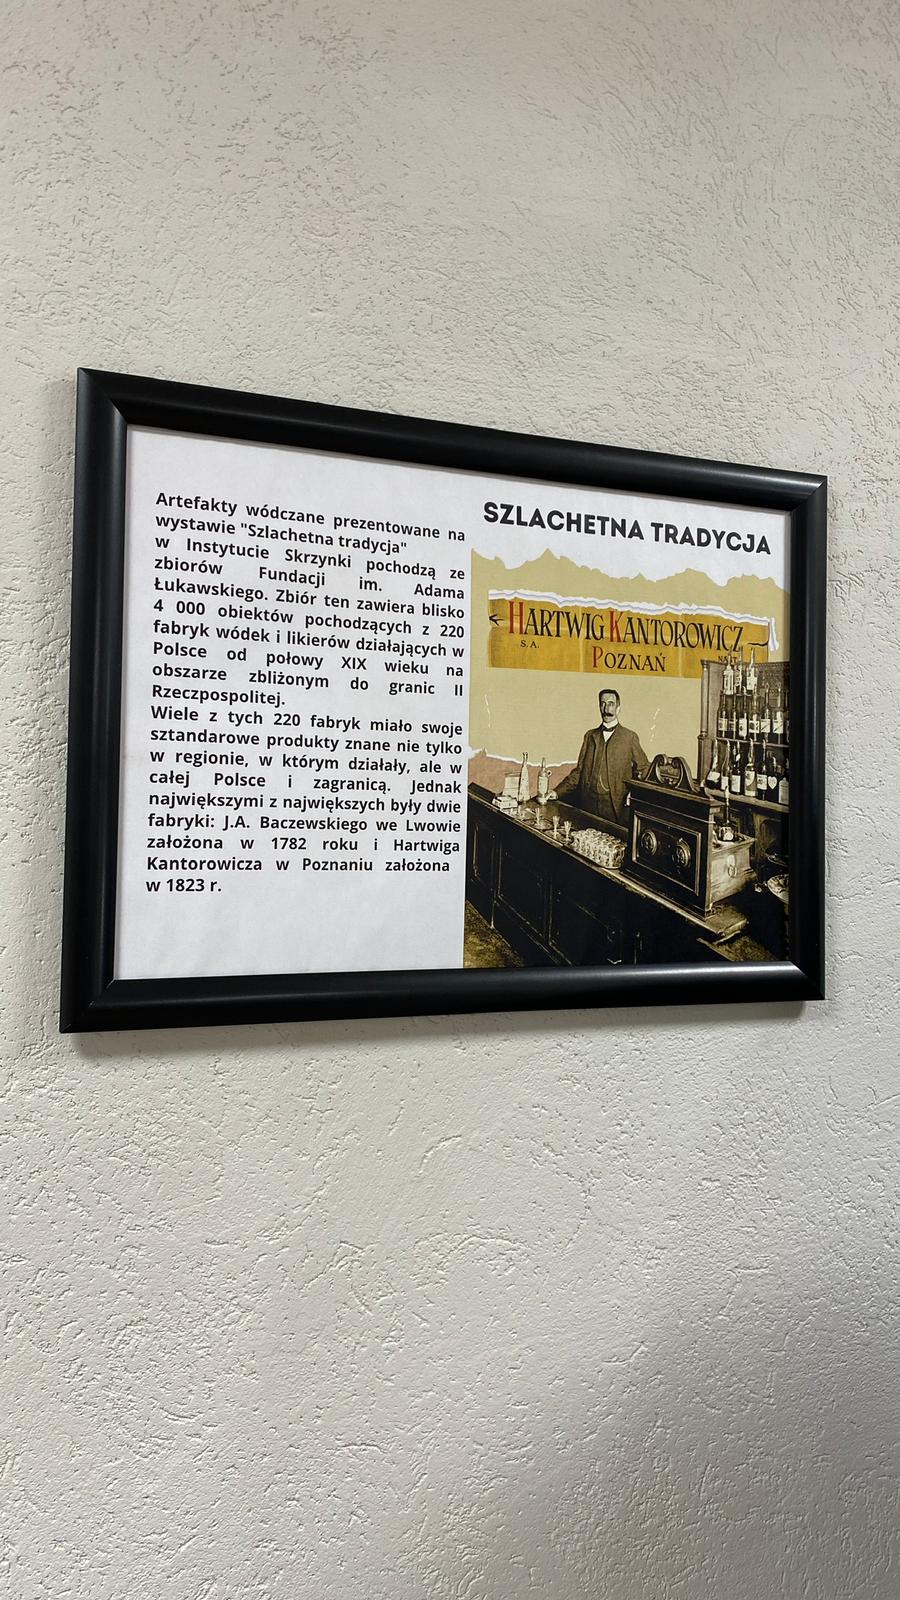 Artefakty wódczane prezentowane na
wystawie "Szlachetna tradycja"
w Instytucie Skrzynki pochodzą ze
zbiorów Fundacji im. Adama
Łukawskiego. Zbiór ten zawiera blisko
4 000 obiektów pochodzących z 220
fabryk wódek i likierów działających w
Polsce od połowy XIX wieku na
obszarze zbliżonym do granic II
Rzeczpospolitej.
Wiele z tych 220 fabryk miało swoje
sztandarowe produkty znane nie tylko
w regionie, w którym działały, ale w
całej Polsce i zagranicą. Jednak
największymi z największych były dwie
fabryki: J.A. Baczewskiego we Lwowie
założona w 1782 roku i Hartwiga
Kantorowicza w Poznaniu założona
w 1823 r.
SZLACHETNA TRADYCJA
HARTWIG KANTOROWICZ
S.A.
POZNAŃ